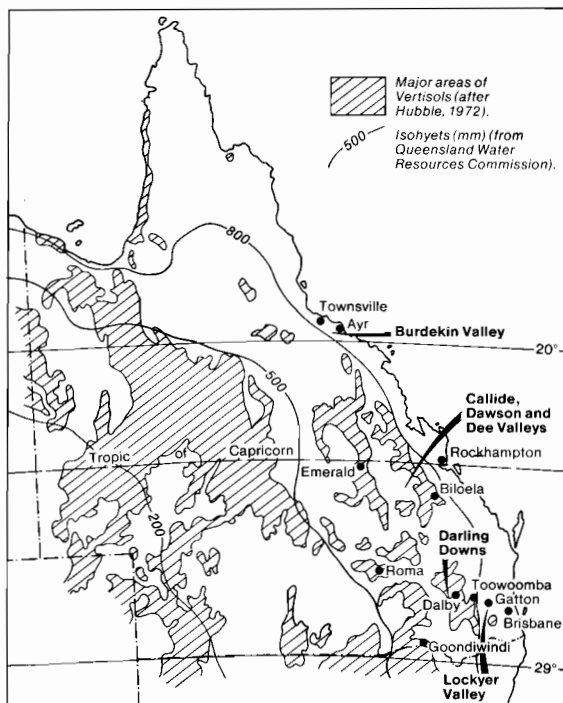 Major areas of
Vertisols (after
Hubble, 1972).
500
Isohyets (mm) (from
Queensland Water
Resources Commission).
800
Townsville
Ayr
Burdekin Valley
20°
500
Callide,
Dawson and
Dee Valleys
Rockhampton
Tropic of Capricorn
Emerald
Biloela
200
Darling
Downs
Roma
Toowoomba
Dalby
Gatton
Brisbane
Goondiwindi
29°
Lockyer
Valley